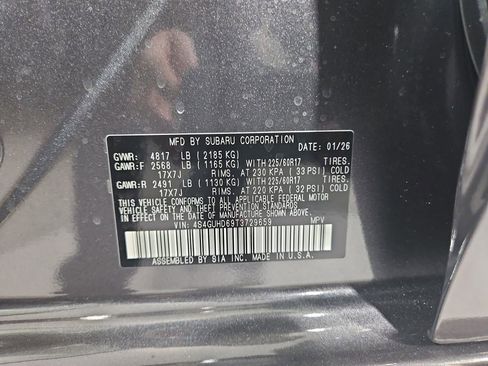 MFD BY SUBARU CORPORATION DATE: 01/26
GVWR: 4817 LB ( 2185 KG)
GAWR:F 2568 LB ( 1165 KG) WITH 225/60R17 TIRES.
17X7J RIMS. AT 230 KPA ( 33 PSI) COLD
GAWR:R 2491 LB ( 1130 KG) WITH 225/60R17 TIRES.
17X7J RIMS. AT 220 KPA ( 32 PSI) COLD
THIS VEHICLE CONFORMS TO ALL APPLICABLE FEDERAL MOTOR
VEHICLE SAFETY, BUMPER, AND THEFT PREVENTION STANDARDS
IN EFFECT ON THE DATE OF MANUFACTURE SHOWN ABOVE.
VIN: 4S4GUHD69T3729659 MPV
ASSEMBLED BY SIA INC. MADE IN U.S.A.